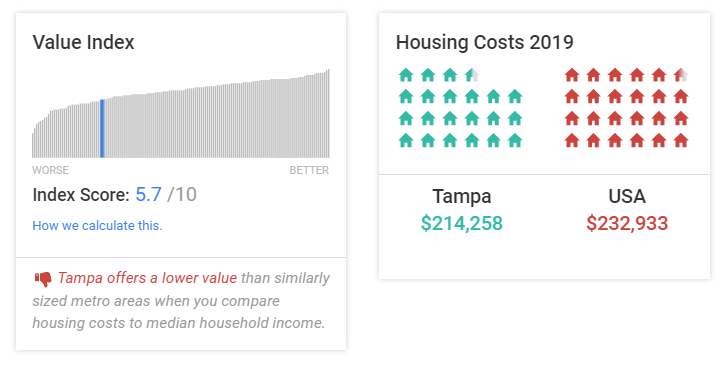 Value Index
WORSE
BETTER
Index Score: 5.7 /10
How we calculate this.
Tampa offers a lower value than similarly
sized metro areas when you compare
housing costs to median household income.
Housing Costs 2019
Tampa
$214,258
USA
$232,933